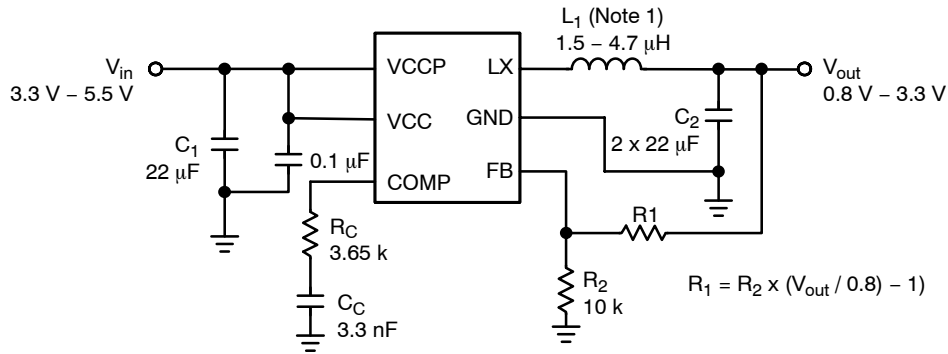 L1 (Note 1)
1.5 – 4.7 μH
Vin
3.3 V – 5.5 V
VCCP
LX
Vout
0.8 V – 3.3 V
VCC
GND
C1
22 μF
0.1 μF
C2
2 x 22 μF
COMP
FB
RC
3.65 k
R1
CC
3.3 nF
R2
10 k
R1 = R2 x (Vout / 0.8) – 1)